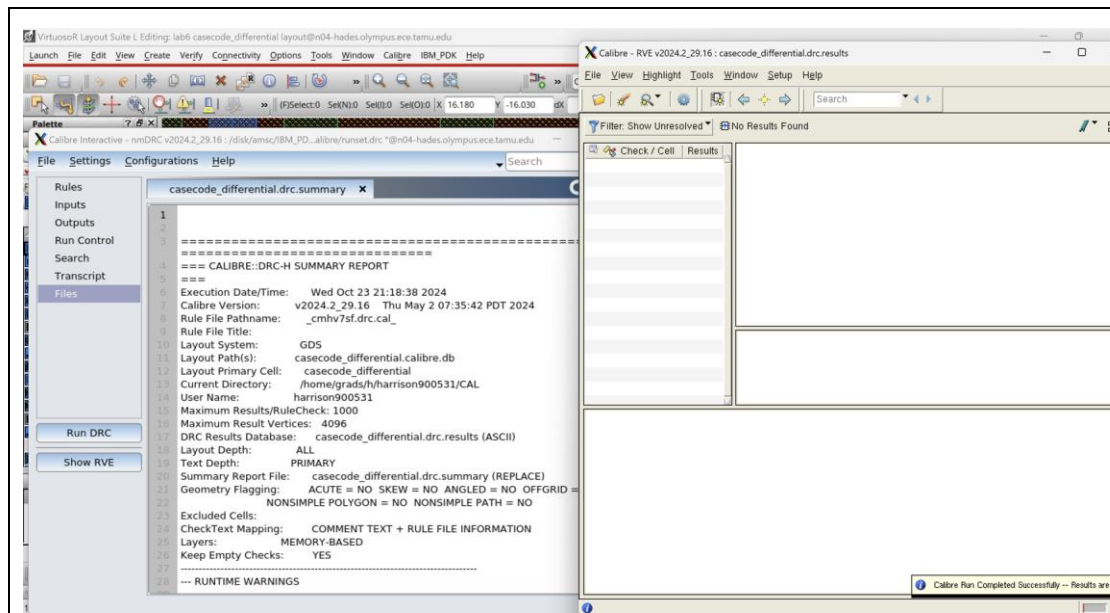 VirtuosoR Layout Suite L Editing: lab6 casecode_differential layout@n04-hades.olympus.ece.tamu.edu
Launch File Edit View Create Verify Connectivity Options Tools Window Calibre IBM_PDK Help
(F)Select:0 Sel(N):0 Sel(I):0 Sel(O):0 X 16.180 Y -16.030 dX
Palette
Calibre Interactive - nmDRC v2024.2_29.16 : /disk/amsc/IBM_PD...alibre/runset.drc *@n04-hades.olympus.ece.tamu.edu
File Settings Configurations Help
Search
Rules
Inputs
Outputs
Run Control
Search
Transcript
Files
Run DRC
Show RVE
casecode_differential.drc.summary
1
2
3 ==================================================
==============================
4 === CALIBRE::DRC-H SUMMARY REPORT
5 ===
6 Execution Date/Time: Wed Oct 23 21:18:38 2024
7 Calibre Version: v2024.2_29.16 Thu May 2 07:35:42 PDT 2024
8 Rule File Pathname: _cmhv7sf.drc.cal_
9 Rule File Title:
10 Layout System: GDS
11 Layout Path(s): casecode_differential.calibre.db
12 Layout Primary Cell: casecode_differential
13 Current Directory: /home/grads/h/harrison900531/CAL
14 User Name: harrison900531
15 Maximum Results/RuleCheck: 1000
16 Maximum Result Vertices: 4096
17 DRC Results Database: casecode_differential.drc.results (ASCII)
18 Layout Depth: ALL
19 Text Depth: PRIMARY
20 Summary Report File: casecode_differential.drc.summary (REPLACE)
21 Geometry Flagging: ACUTE = NO SKEW = NO ANGLED = NO OFFGRID =
22 NONSIMPLE POLYGON = NO NONSIMPLE PATH = NO
23 Excluded Cells:
24 CheckText Mapping: COMMENT TEXT + RULE FILE INFORMATION
25 Layers: MEMORY-BASED
26 Keep Empty Checks: YES
27 ----------------------------------------------------------------------------------
28 --- RUNTIME WARNINGS
Calibre - RVE v2024.2_29.16 : casecode_differential.drc.results
File View Highlight Tools Window Setup Help
Search
Filter: Show Unresolved No Results Found
Check / Cell Results
Calibre Run Completed Successfully -- Results are